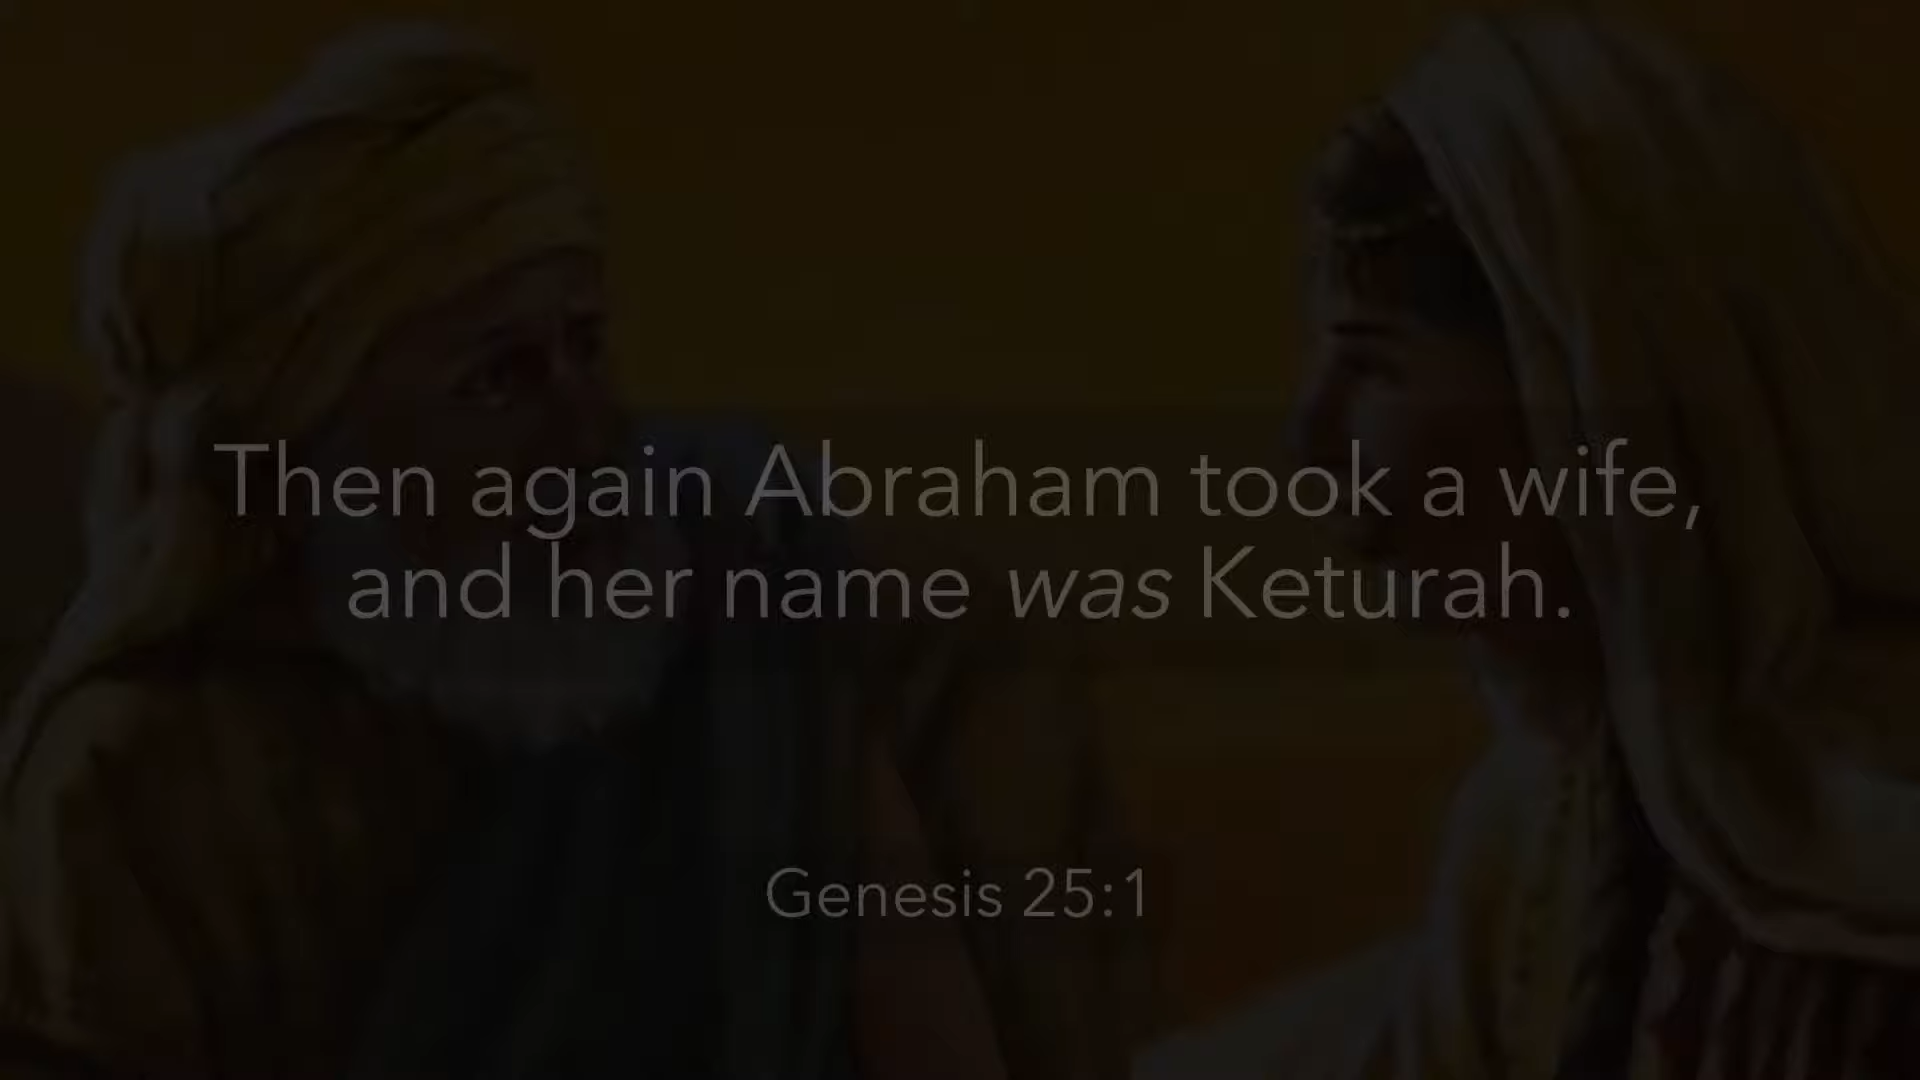 Then again Abraham took a wife,
and her name was Keturah.
Genesis 25:1